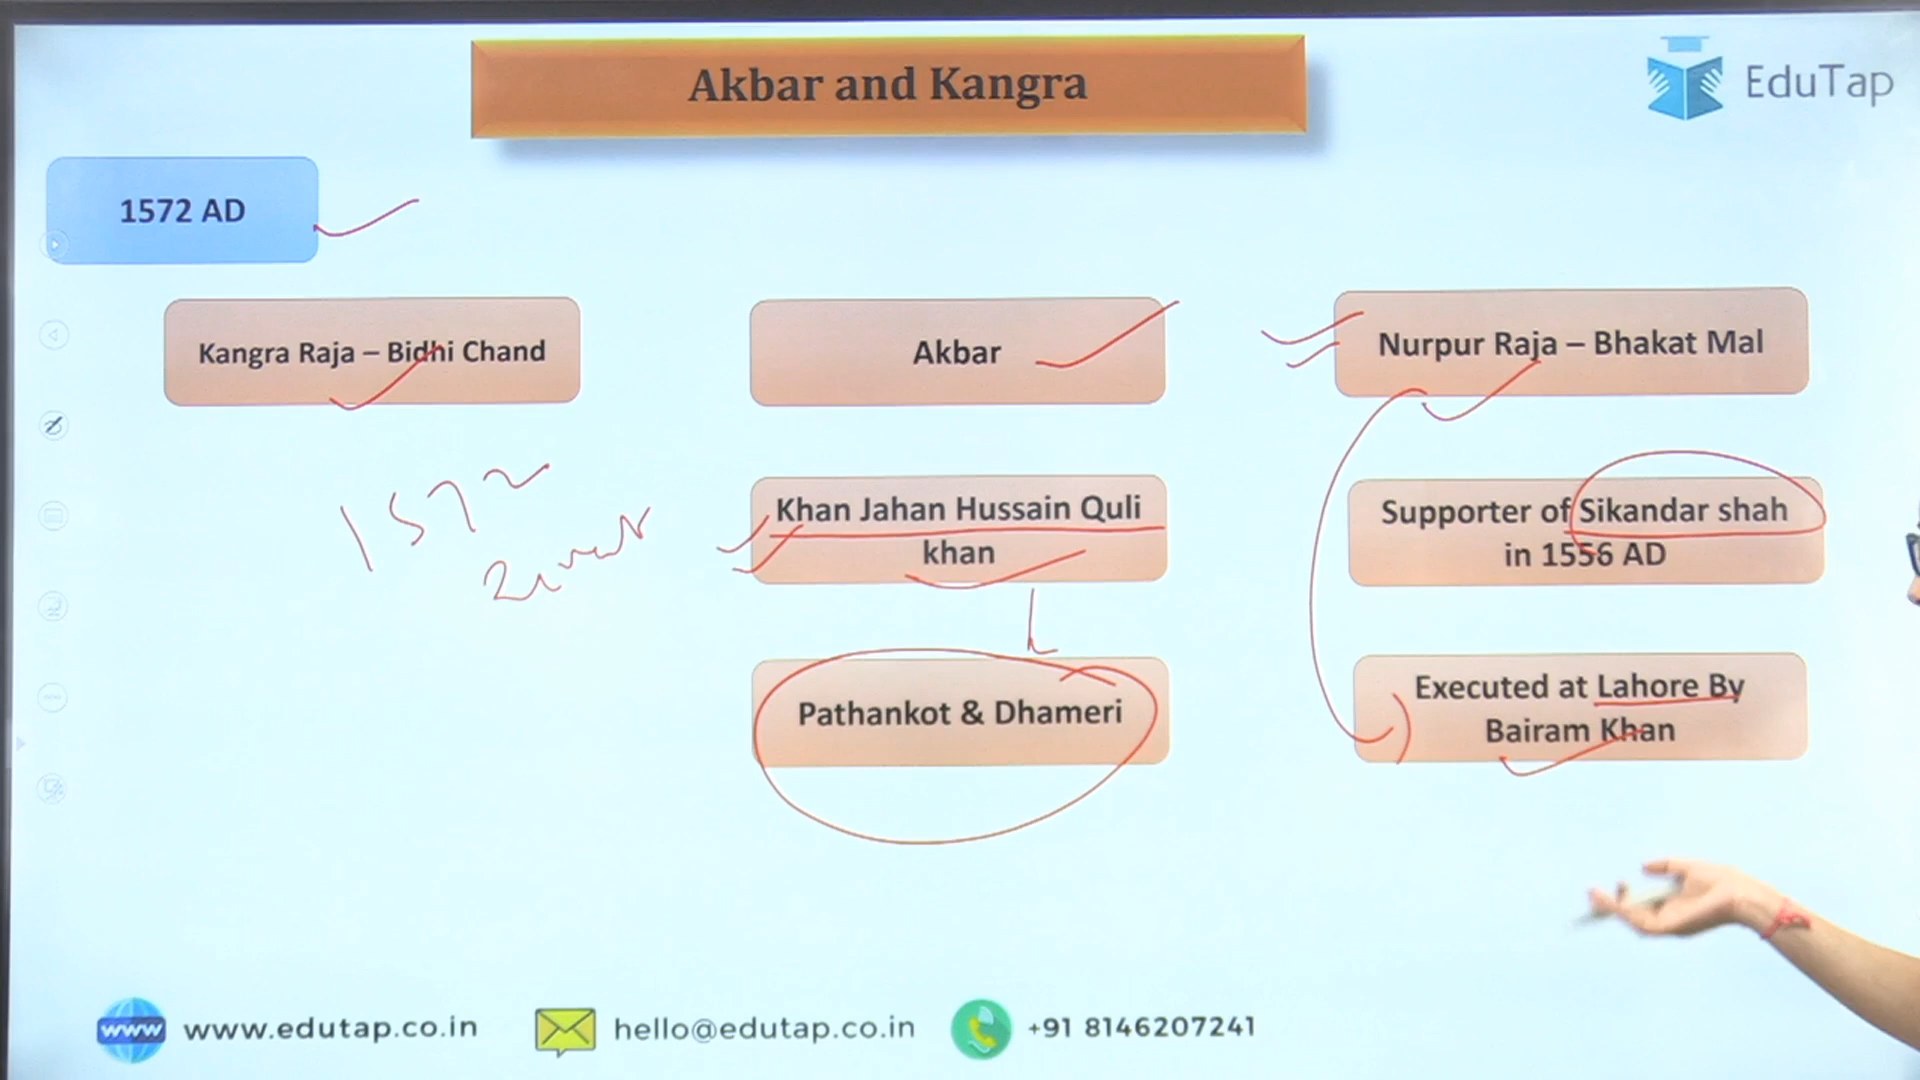 Akbar and Kangra
EduTap
1572 AD
Kangra Raja – Bidhi Chand
Akbar
Nurpur Raja – Bhakat Mal
1572
Khan Jahan Hussain Quli
khan
Supporter of Sikandar shah
in 1556 AD
Pathankot & Dhameri
Executed at Lahore By
Bairam Khan
www www.edutap.co.in
hello@edutap.co.in
+91 8146207241